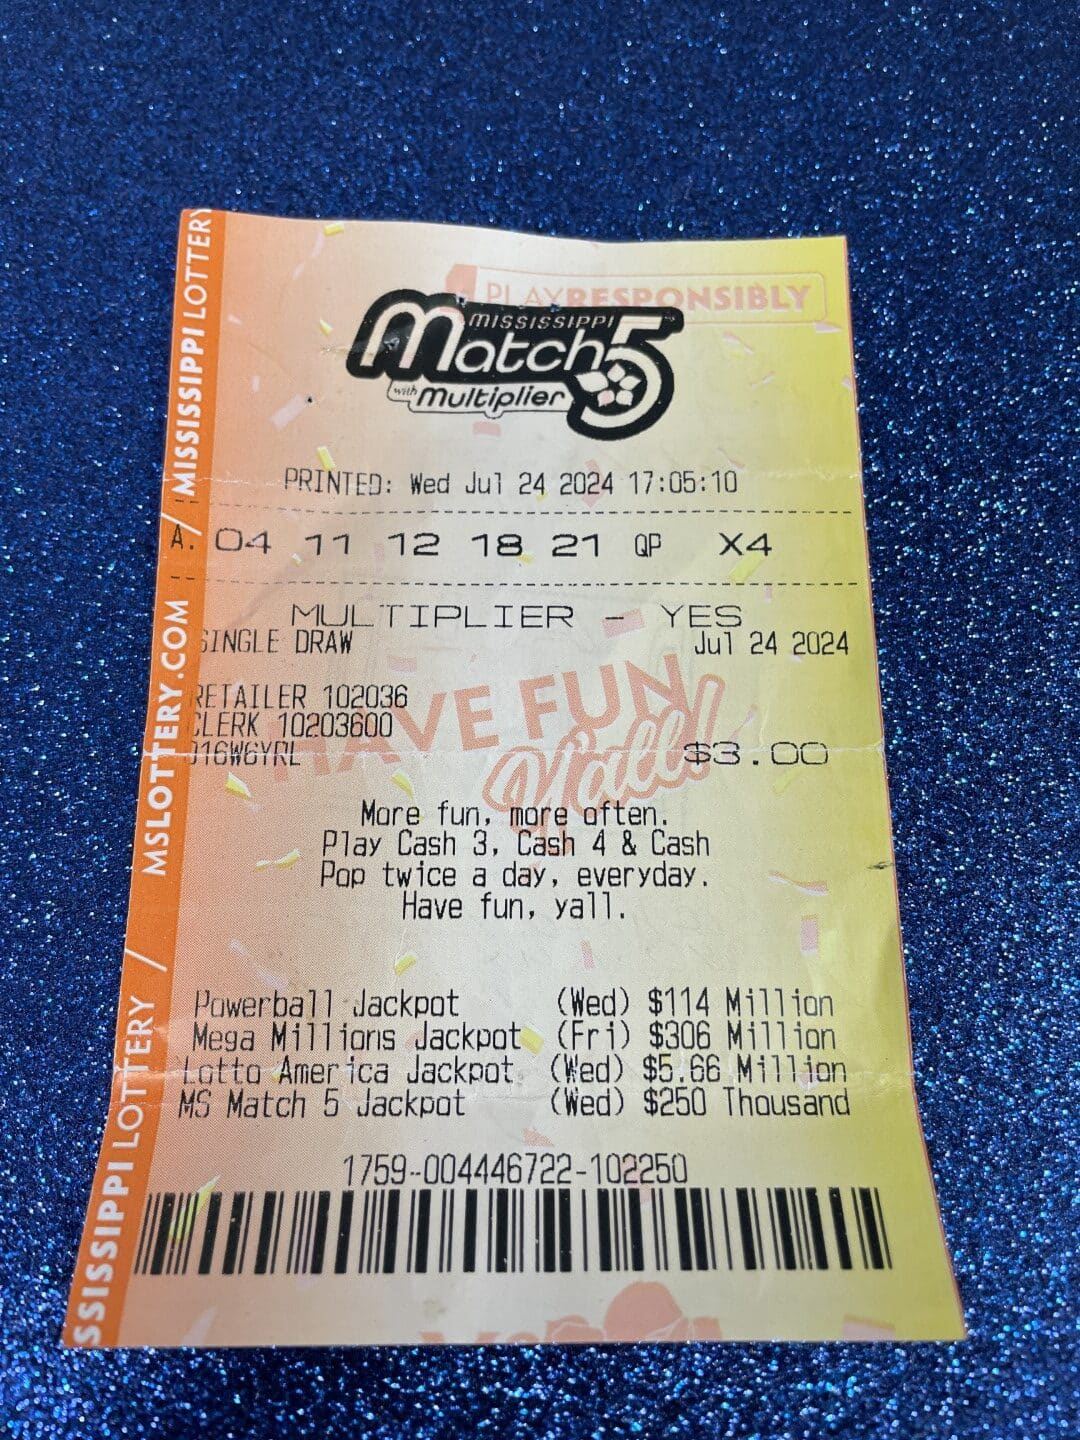 PLAYRESPONSIBLY
MISSISSIPPI
Match 5
with Multiplier
PRINTED: Wed Jul 24 2024 17:05:10
A. 04 11 12 18 21 QP X4
MULTIPLIER - YES
SINGLE DRAW Jul 24 2024
RETAILER 102036
CLERK 10203600
$3.00
HAVE FUN
Y'all!
More fun, more often.
Play Cash 3, Cash 4 & Cash
Pop twice a day, everyday.
Have fun, yall.
Powerball Jackpot (Wed) $114 Million
Mega Millions Jackpot (Fri) $306 Million
Lotto America Jackpot (Wed) $5.66 Million
MS Match 5 Jackpot (Wed) $250 Thousand
1759-004446722-102250
SSISSIPPI LOTTERY / MSLOTTERY.COM / MISSISSIPPI LOTTERY